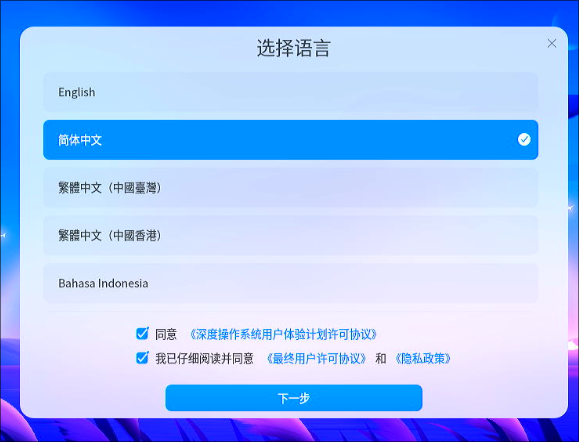 选择语言
English
简体中文
繁體中文（中國臺灣）
繁體中文（中國香港）
Bahasa Indonesia
同意 《深度操作系统用户体验计划许可协议》
我已仔细阅读并同意 《最终用户许可协议》 和 《隐私政策》
下一步